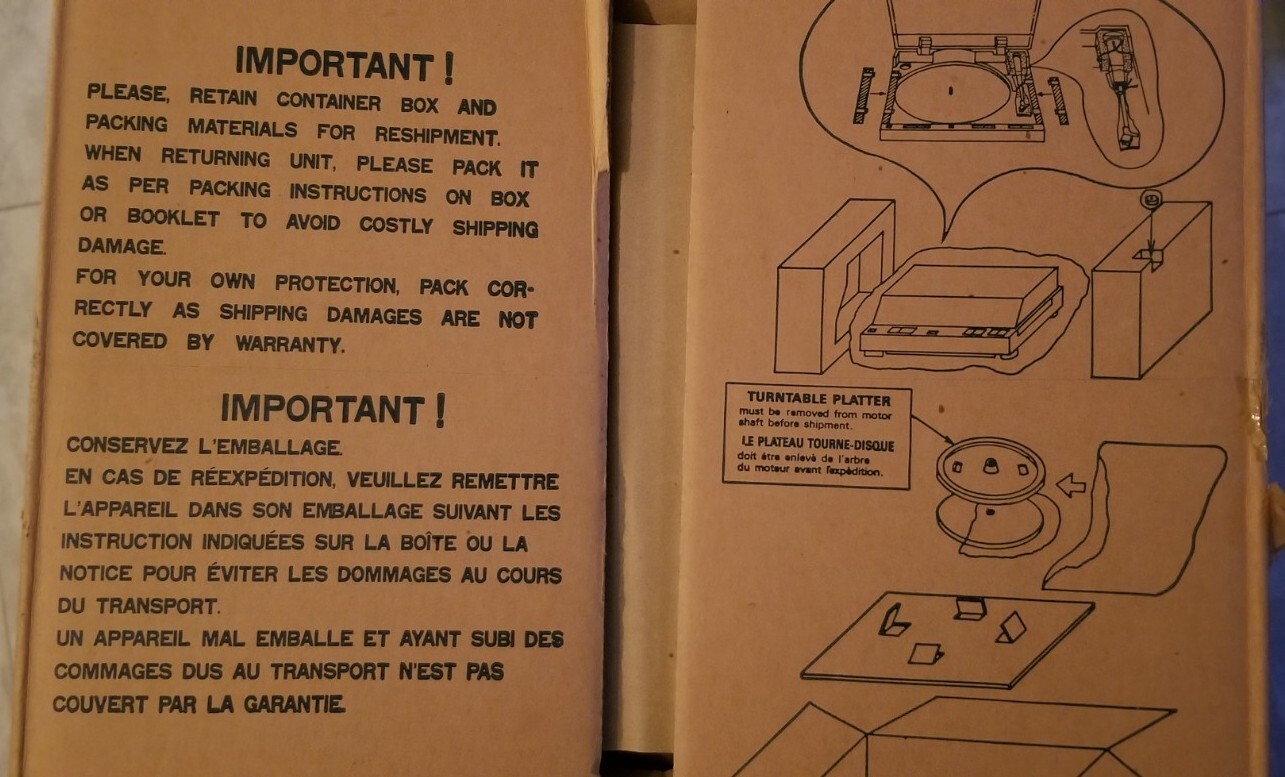 IMPORTANT !
PLEASE, RETAIN CONTAINER BOX AND
PACKING MATERIALS FOR RESHIPMENT.
WHEN RETURNING UNIT, PLEASE PACK IT
AS PER PACKING INSTRUCTIONS ON BOX
OR BOOKLET TO AVOID COSTLY SHIPPING
DAMAGE.
FOR YOUR OWN PROTECTION, PACK COR-
RECTLY AS SHIPPING DAMAGES ARE NOT
COVERED BY WARRANTY.
IMPORTANT !
CONSERVEZ L'EMBALLAGE.
EN CAS DE RÉEXPÉDITION, VEUILLEZ REMETTRE
L'APPAREIL DANS SON EMBALLAGE SUIVANT LES
INSTRUCTION INDIQUÉES SUR LA BOÎTE OU LA
NOTICE POUR ÉVITER LES DOMMAGES AU COURS
DU TRANSPORT.
UN APPAREIL MAL EMBALLE ET AYANT SUBI DES
COMMAGES DUS AU TRANSPORT N'EST PAS
COUVERT PAR LA GARANTIE.
TURNTABLE PLATTER
must be removed from motor
shaft before shipment.
LE PLATEAU TOURNE-DISQUE
doit être enlevé de l'arbre
du moteur avant l'expédition.